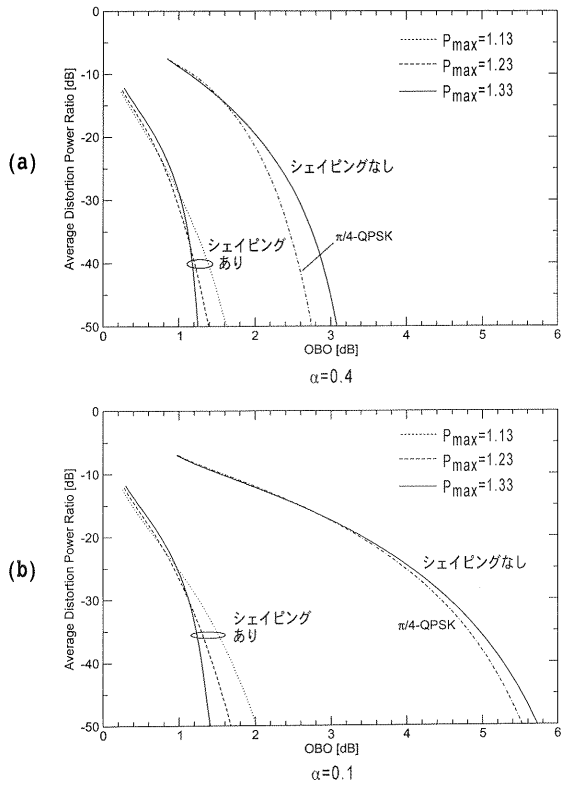 (a)
Average Distortion Power Ratio [dB]
0
-10
-20
-30
-40
-50
Pmax=1.13
Pmax=1.23
Pmax=1.33
シェイピングなし
π/4-QPSK
シェイピング
あり
0
1
2
3
4
5
6
OBO [dB]
α=0.4
(b)
Average Distortion Power Ratio [dB]
0
-10
-20
-30
-40
-50
Pmax=1.13
Pmax=1.23
Pmax=1.33
シェイピングなし
π/4-QPSK
シェイピング
あり
0
1
2
3
4
5
6
OBO [dB]
α=0.1